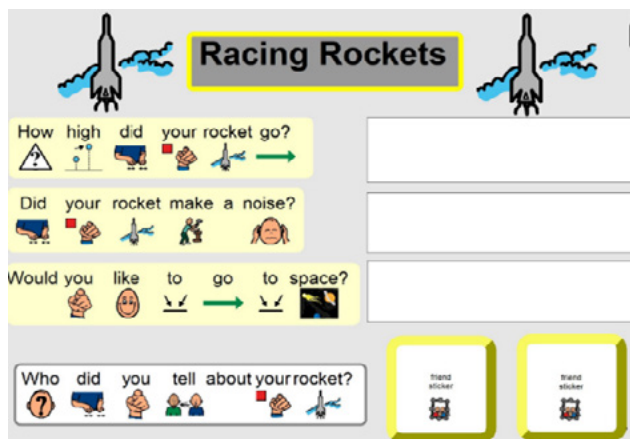 Racing Rockets
How high did your rocket go?
Did your rocket make a noise?
Would you like to go to space?
Who did you tell about your rocket?
friend
sticker
friend
sticker